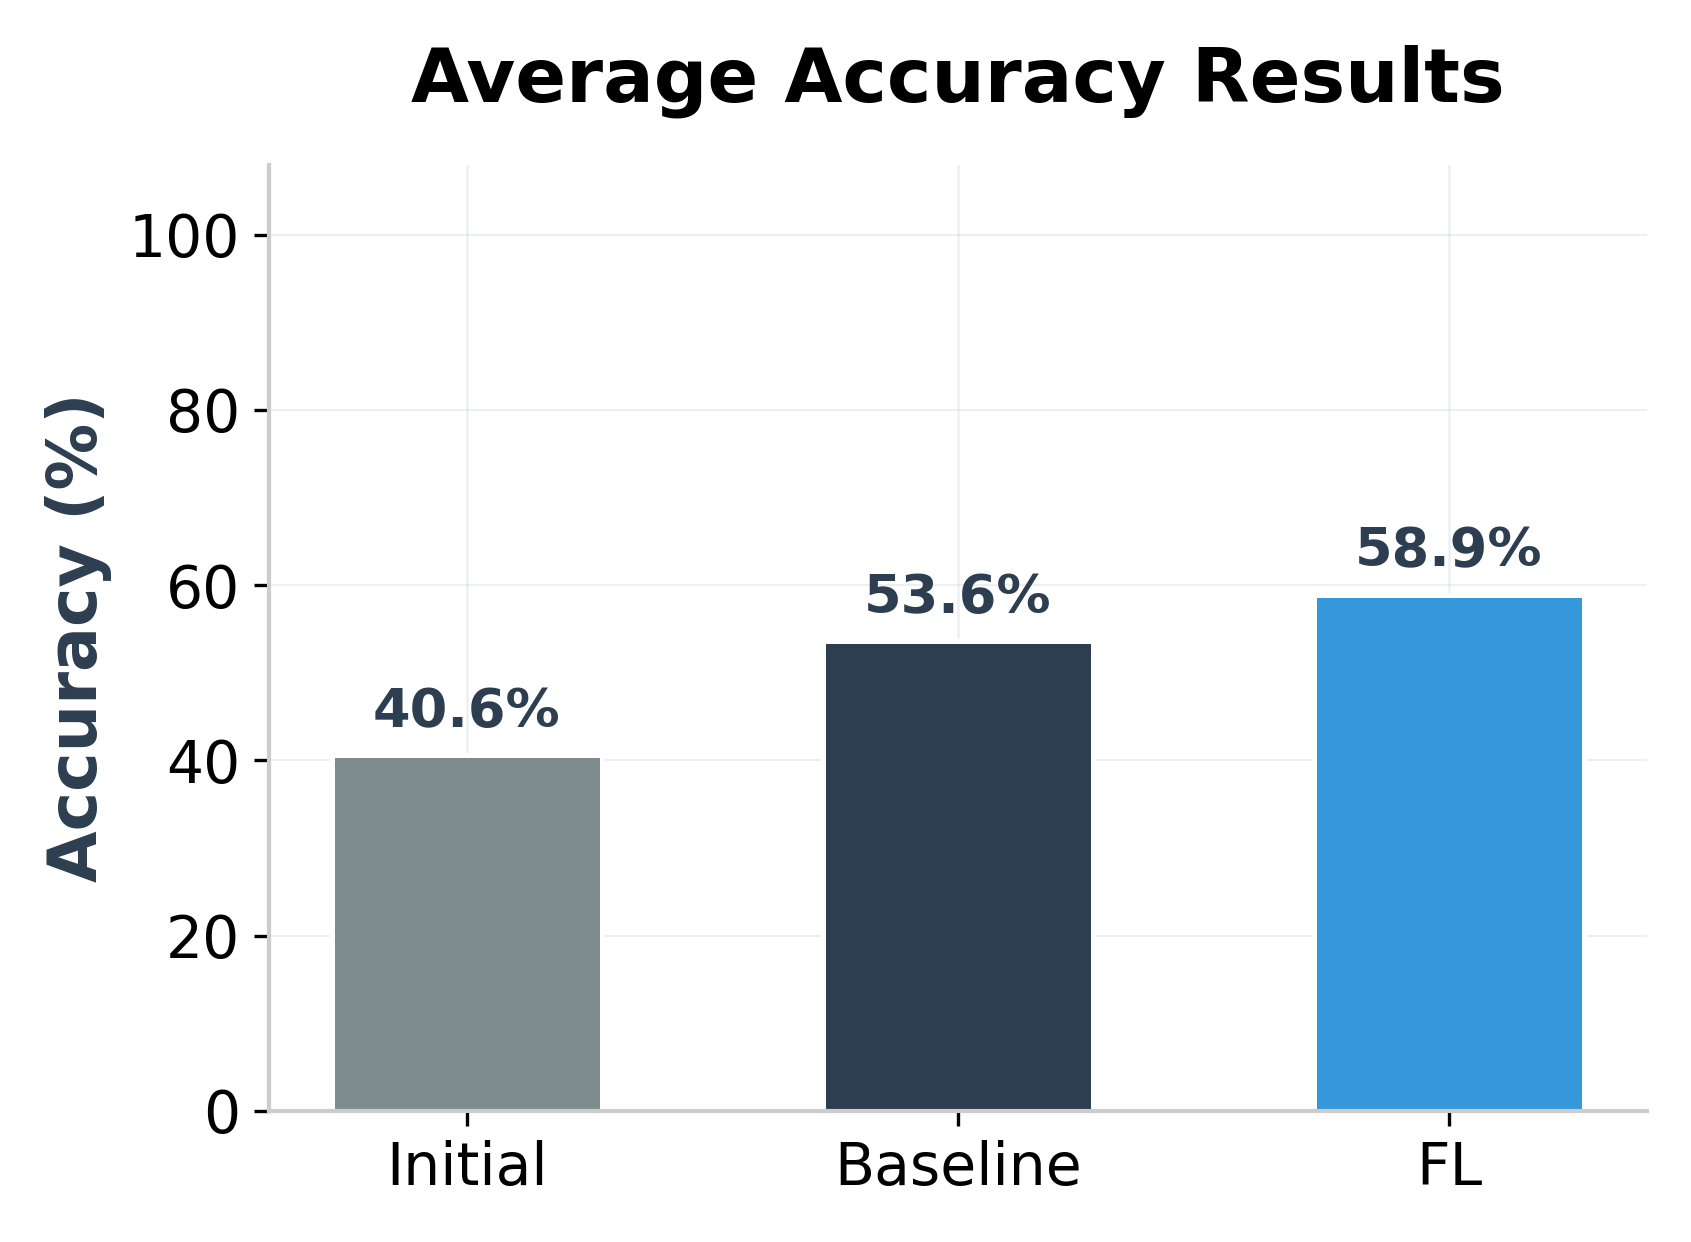 Average Accuracy Results
Accuracy (%)
100
80
60
40
20
0
40.6%
53.6%
58.9%
Initial
Baseline
FL